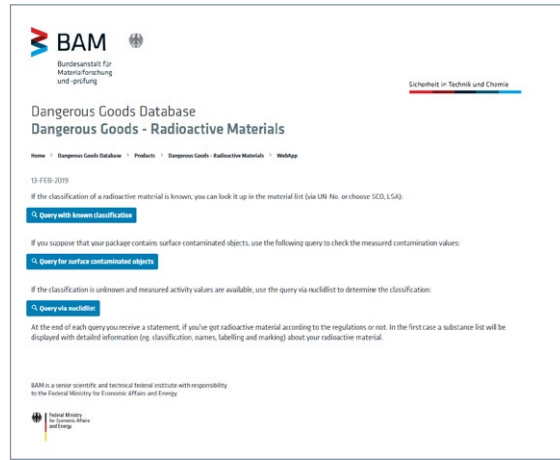 BAM
Bundesanstalt für
Materialforschung
und -prüfung
Sicherheit in Technik und Chemie
Dangerous Goods Database
Dangerous Goods - Radioactive Materials
Home > Dangerous Goods Database > Products > Dangerous Goods - Radioactive Materials > WebApp
13-FEB-2019
If the classification of a radioactive material is known, you can look it up in the material list (via UN-No. or choose SCO, LSA).
Query with known classification
If you suppose that your package contains surface contaminated objects, use the following query to check the measured contamination values:
Query for surface contaminated objects
If the classification is unknown and measured activity values are available, use the query via nuclidlist to determine the classification:
Query via nuclidlist
At the end of each query you receive a statement, if you've got radioactive material according to the regulations or not. In the first case a substance list will be
displayed with detailed information (eg. classification, names, labelling and marking) about your radioactive material.
BAM is a senior scientific and technical federal institute with responsibility
to the Federal Ministry for Economic Affairs and Energy.
Federal Ministry
for Economic Affairs
and Energy